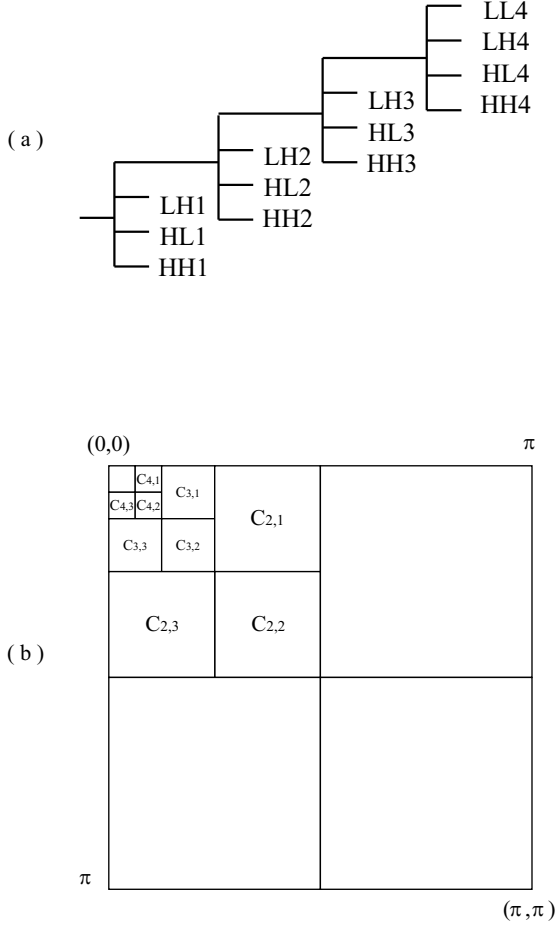 LL4
LH4
HL4
HH4
LH3
HL3
HH3
( a )
LH2
HL2
HH2
LH1
HL1
HH1
(0,0) π
C4,1 C3,1
C4,3 C4,2
C2,1
C3,3 C3,2
C2,3 C2,2
( b )
π
(π,π)